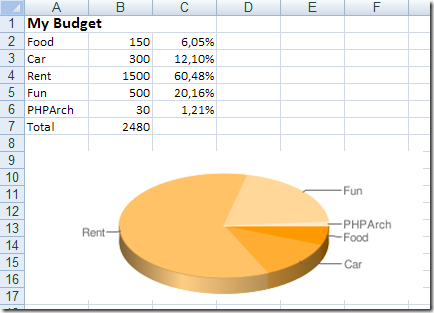 A B C D E F
1 My Budget
2 Food 150 6,05%
3 Car 300 12,10%
4 Rent 1500 60,48%
5 Fun 500 20,16%
6 PHPArch 30 1,21%
7 Total 2480
8
9
10
11 Fun
12
13 Rent PHPArch
14 Food
15 Car
16
17